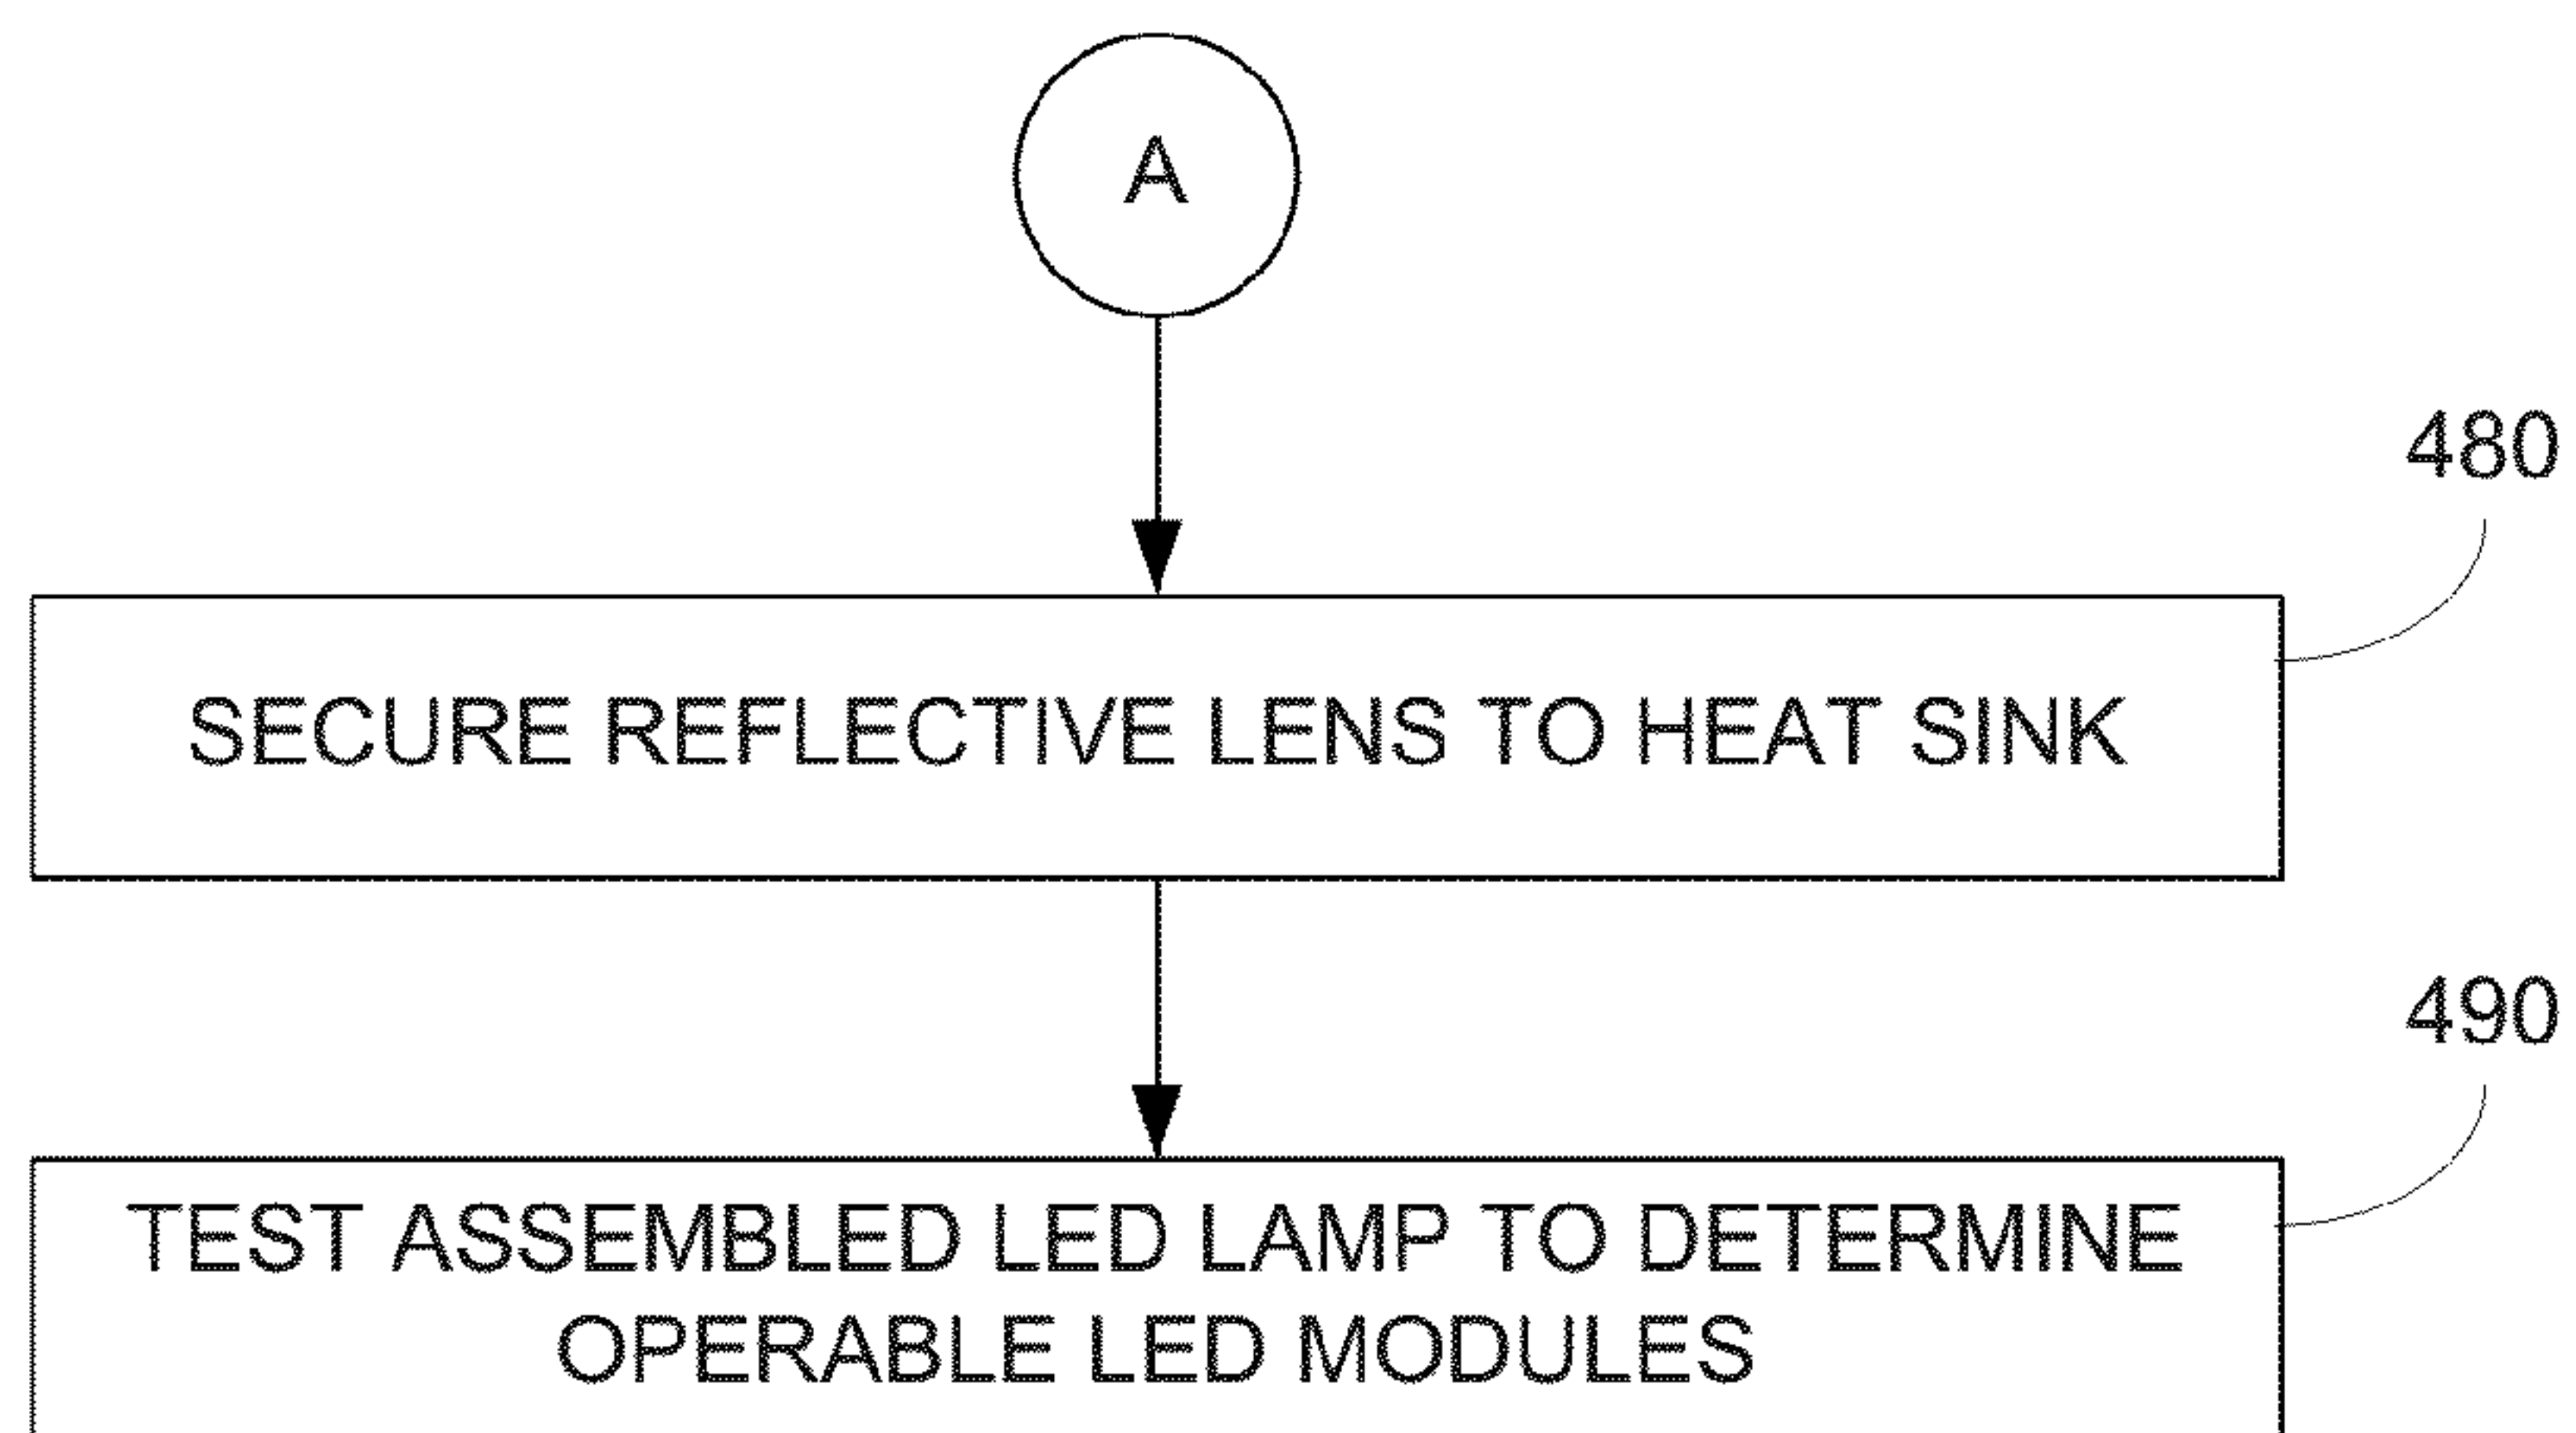 A
480
SECURE REFLECTIVE LENS TO HEAT SINK
490
TEST ASSEMBLED LED LAMP TO DETERMINE
OPERABLE LED MODULES